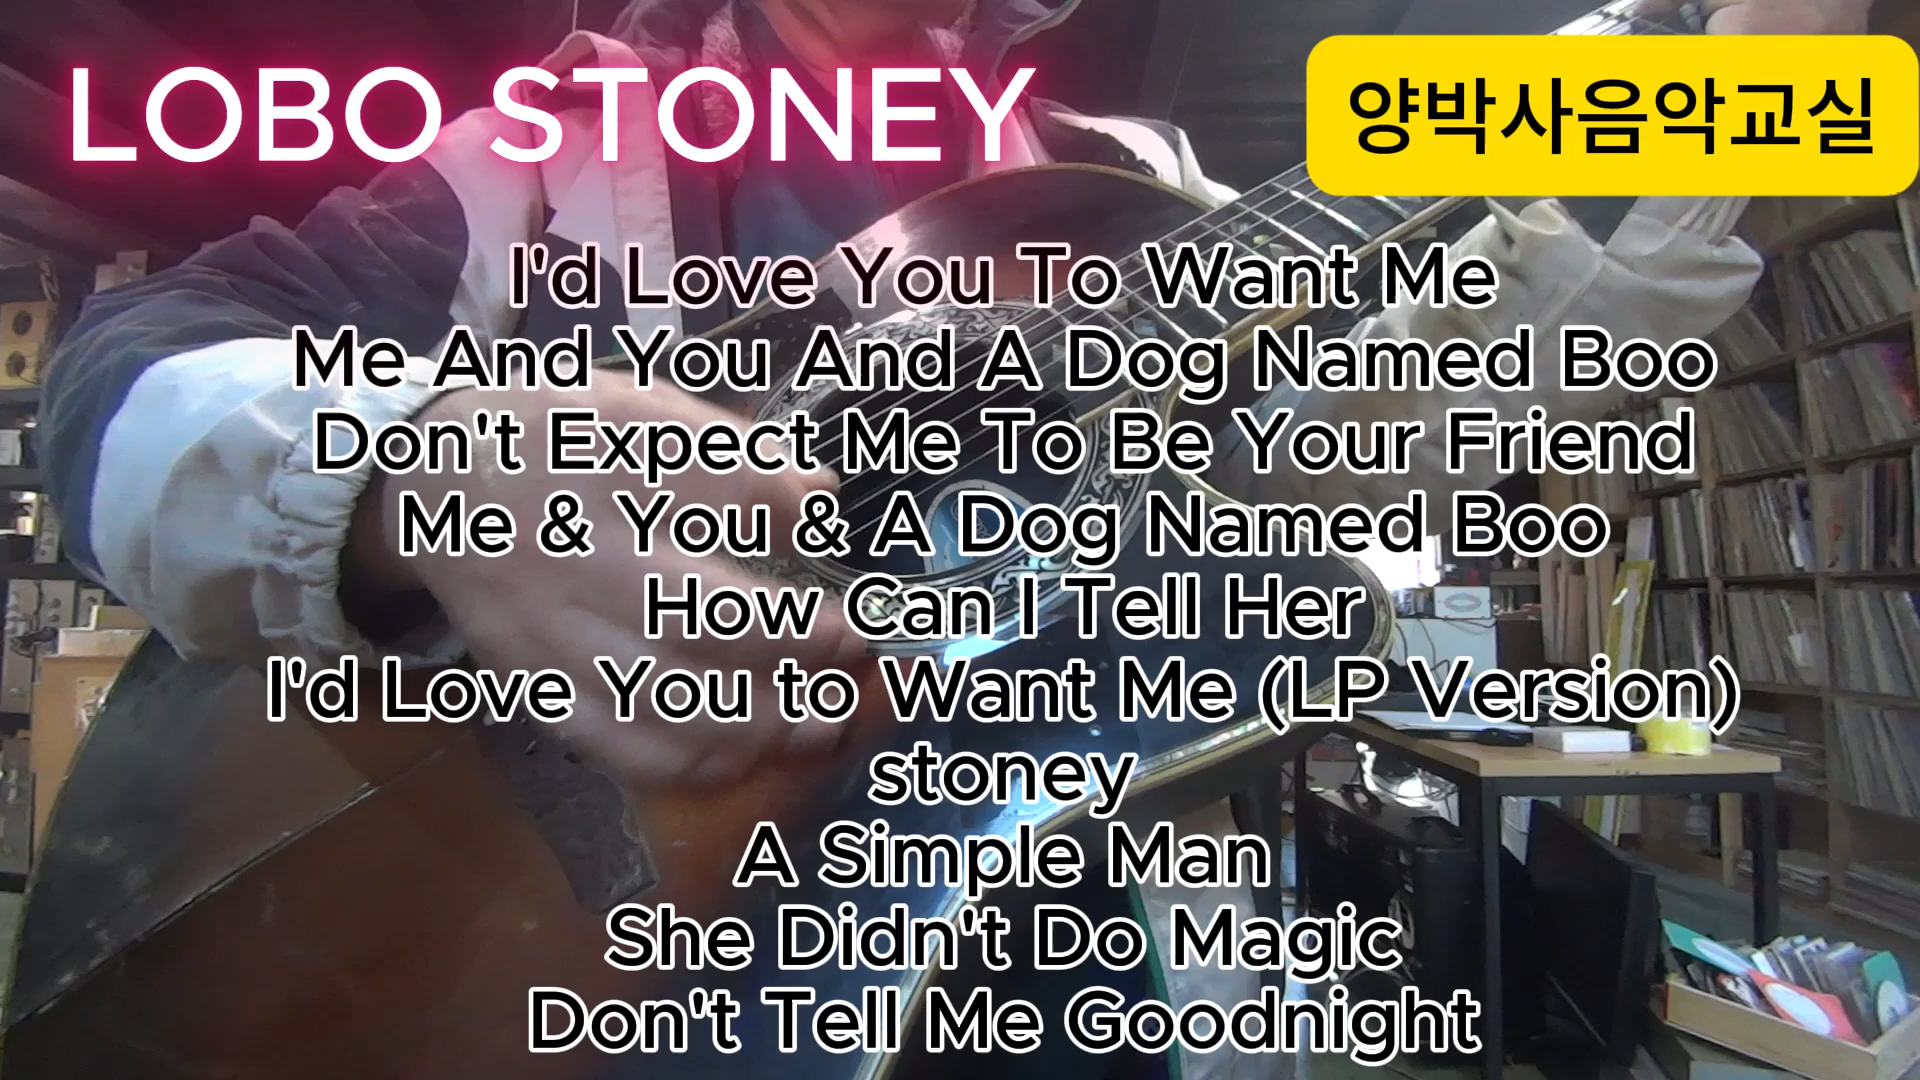 LOBO STONEY
양박사음악교실
I'd Love You To Want Me
Me And You And A Dog Named Boo
Don't Expect Me To Be Your Friend
Me & You & A Dog Named Boo
How Can I Tell Her
I'd Love You to Want Me (LP Version)
stoney
A Simple Man
She Didn't Do Magic
Don't Tell Me Goodnight